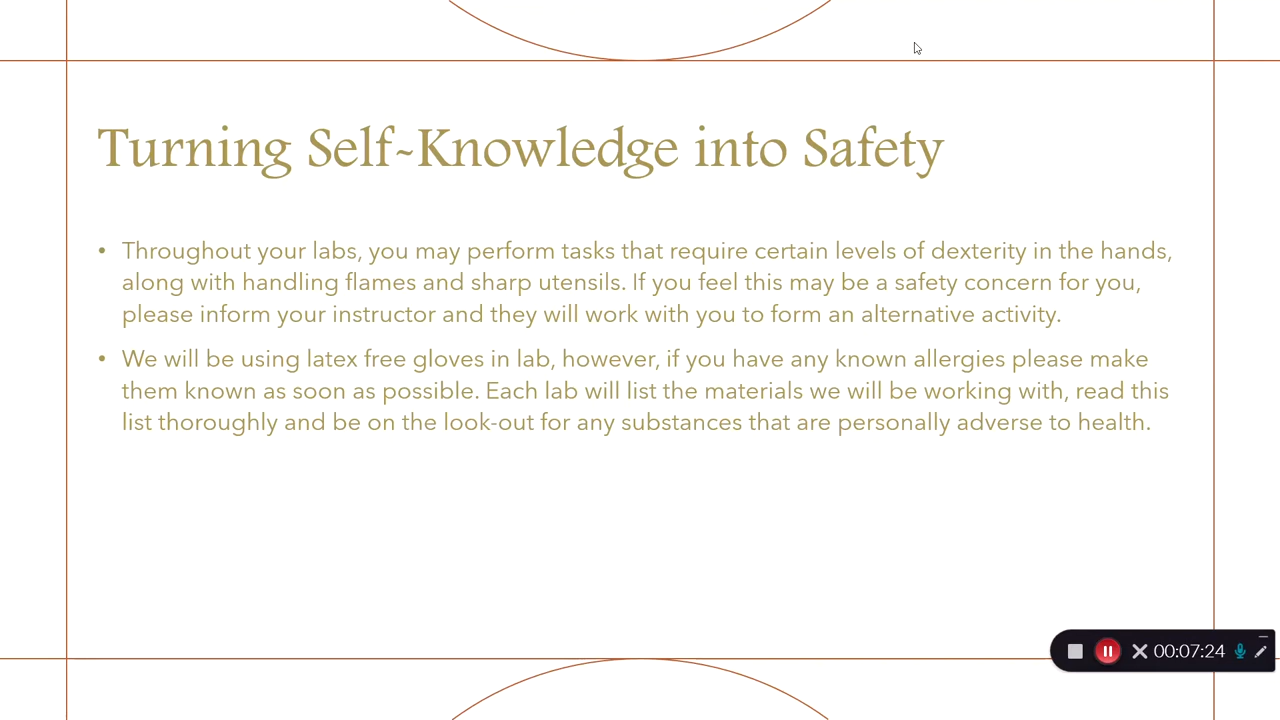 Turning Self-Knowledge into Safety
• Throughout your labs, you may perform tasks that require certain levels of dexterity in the hands,
along with handling flames and sharp utensils. If you feel this may be a safety concern for you,
please inform your instructor and they will work with you to form an alternative activity.
• We will be using latex free gloves in lab, however, if you have any known allergies please make
them known as soon as possible. Each lab will list the materials we will be working with, read this
list thoroughly and be on the look-out for any substances that are personally adverse to health.
00:07:24